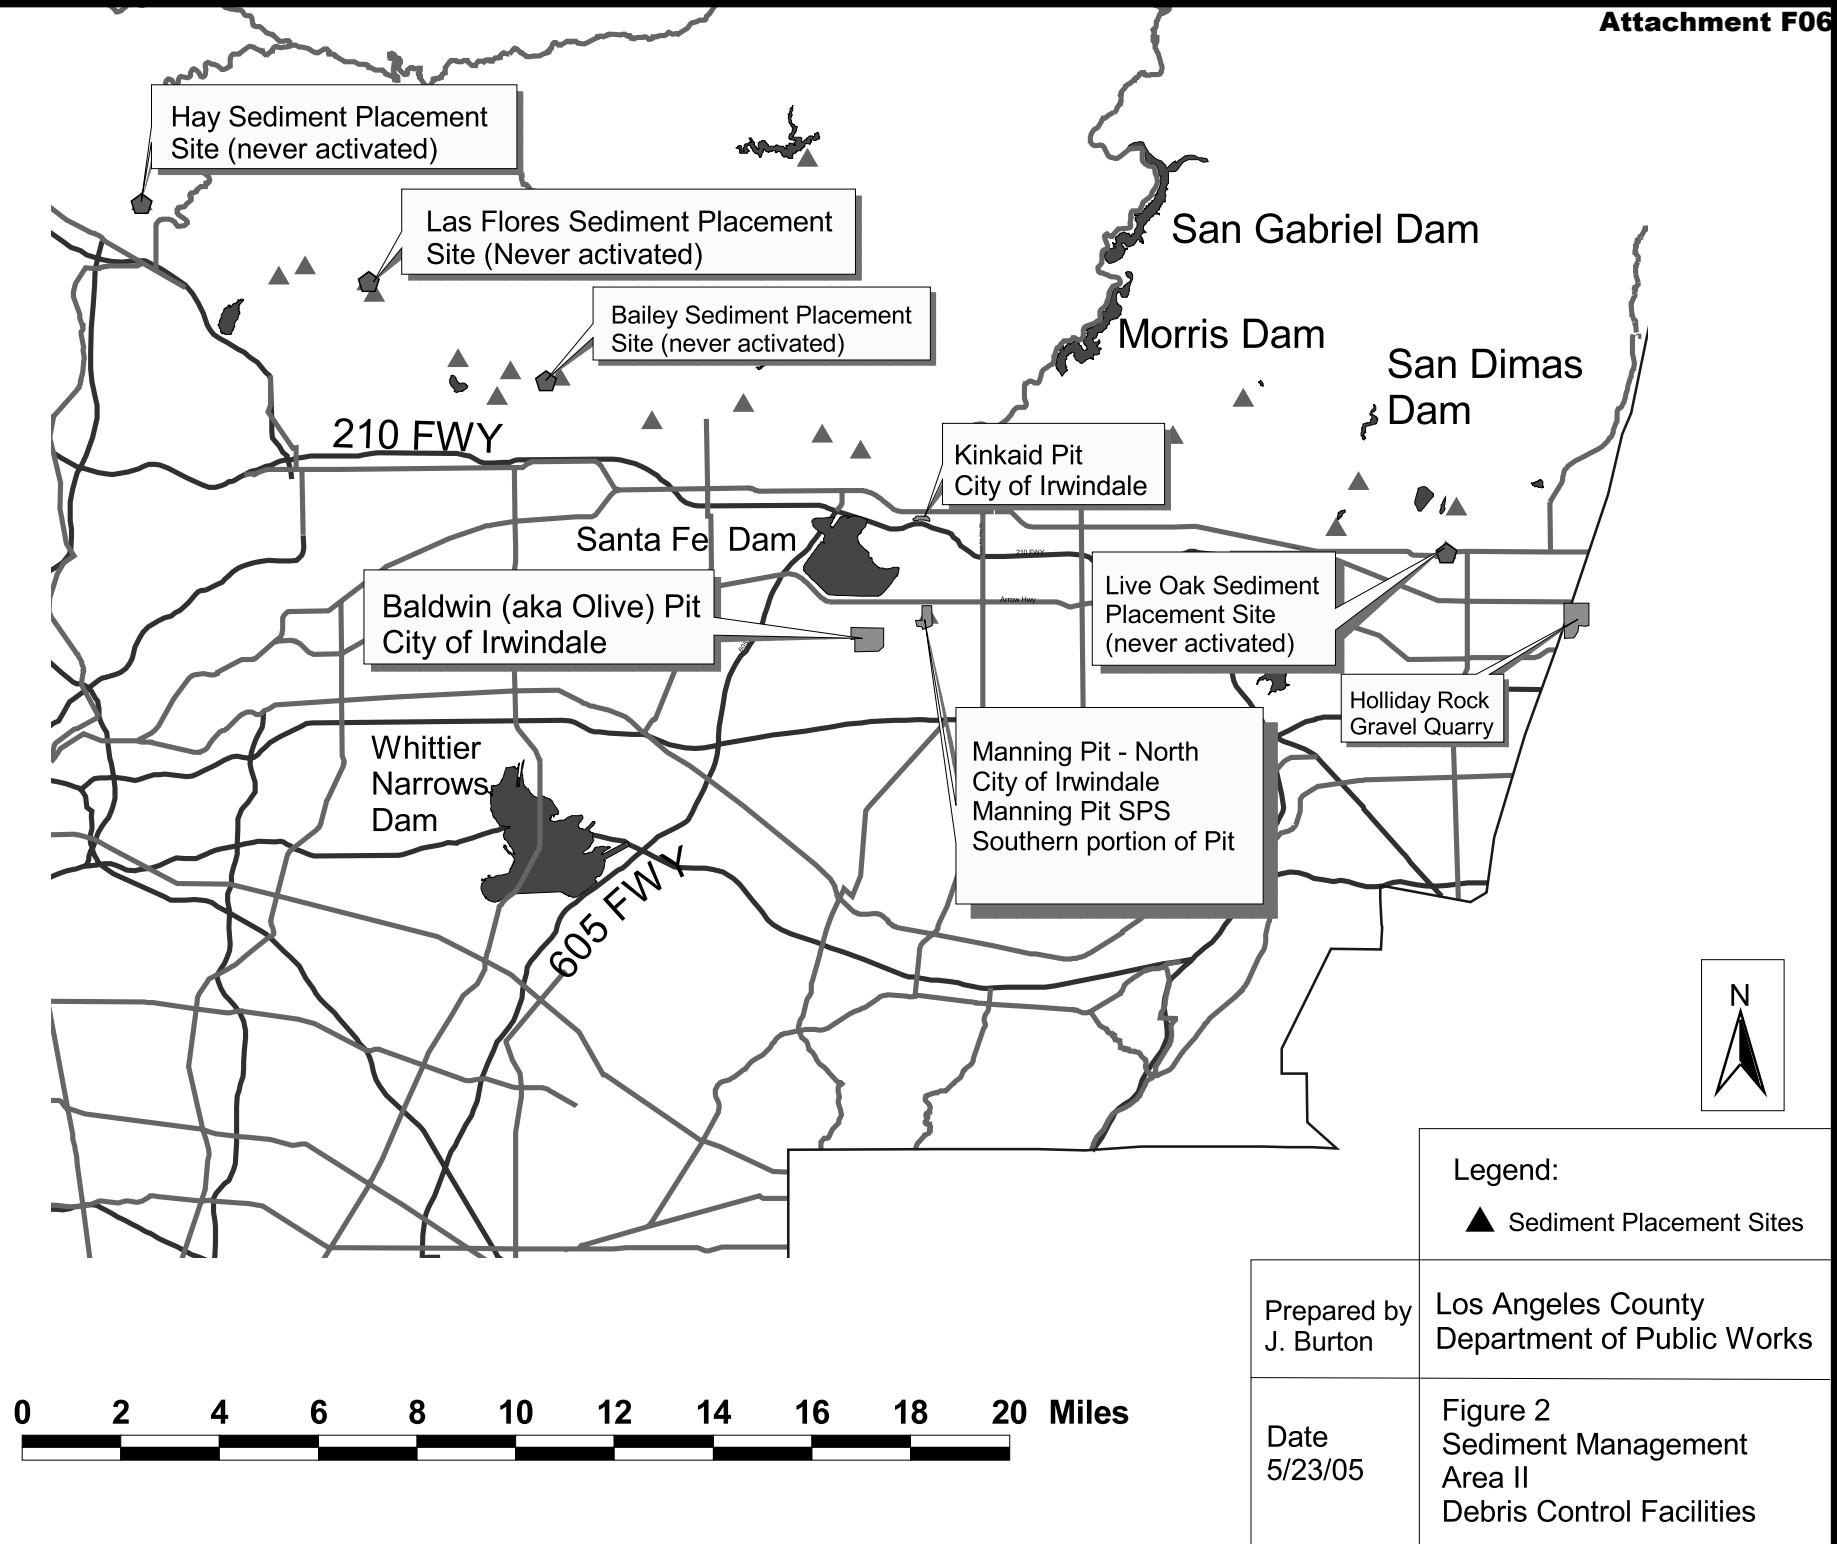 Attachment F06
Hay Sediment Placement
Site (never activated)
Las Flores Sediment Placement
Site (Never activated)
San Gabriel Dam
Bailey Sediment Placement
Site (never activated)
Morris Dam
San Dimas
Dam
210 FWY
Kinkaid Pit
City of Irwindale
Santa Fe Dam
210 FWY
Live Oak Sediment
Placement Site
(never activated)
Arrow Hwy
Baldwin (aka Olive) Pit
City of Irwindale
Holliday Rock
Gravel Quarry
Manning Pit - North
City of Irwindale
Manning Pit SPS
Southern portion of Pit
Whittier
Narrows
Dam
605 FWY
N
Legend:
Sediment Placement Sites
Prepared by
J. Burton
Los Angeles County
Department of Public Works
0 2 4 6 8 10 12 14 16 18 20 Miles
Date
5/23/05
Figure 2
Sediment Management
Area II
Debris Control Facilities